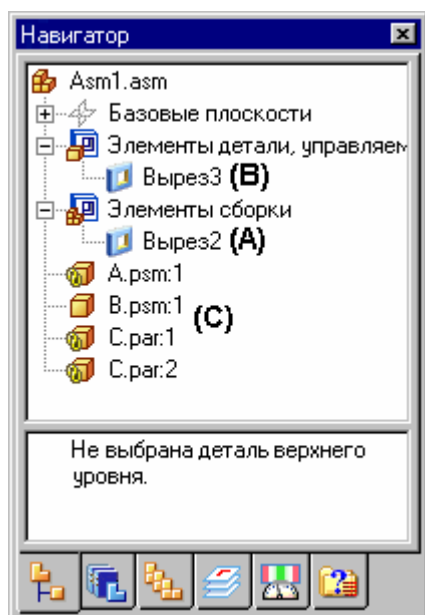 Навигатор
Asm1.asm
Базовые плоскости
Элементы детали, управляем
Вырез3 (B)
Элементы сборки
Вырез2 (A)
A.psm:1
B.psm:1
(C)
C.par:1
C.par:2
Не выбрана деталь верхнего
уровня.